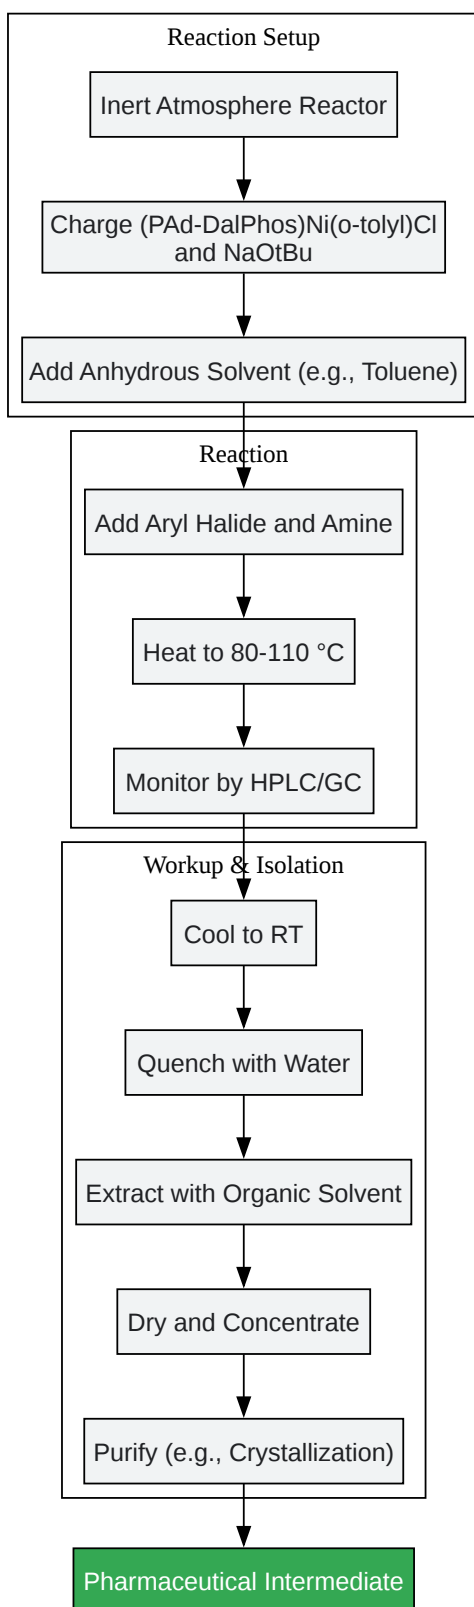 Reaction Setup
Inert Atmosphere Reactor
Charge (PAd-DalPhos)Ni(o-tolyl)Cl
and NaOtBu
Add Anhydrous Solvent (e.g., Toluene)
Reaction
Add Aryl Halide and Amine
Heat to 80-110 °C
Monitor by HPLC/GC
Workup & Isolation
Cool to RT
Quench with Water
Extract with Organic Solvent
Dry and Concentrate
Purify (e.g., Crystallization)
Pharmaceutical Intermediate